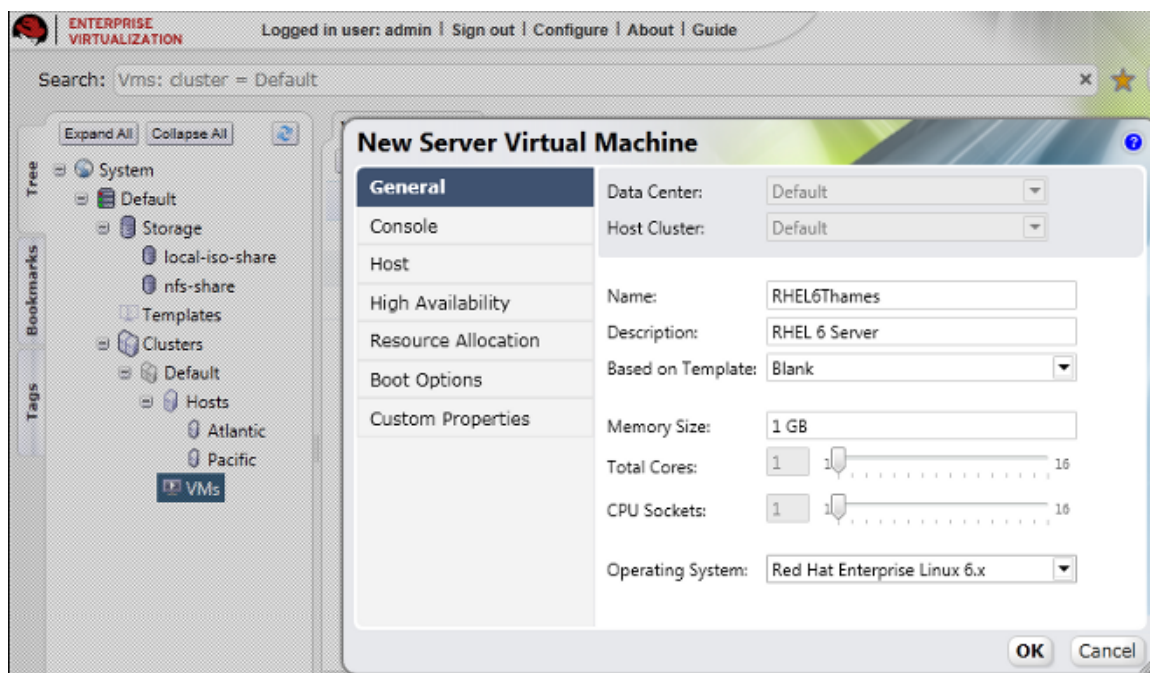 ENTERPRISE
VIRTUALIZATION
Logged in user: admin | Sign out | Configure | About | Guide
Search: Vms: cluster = Default
Expand All Collapse All
Tree
Bookmarks
Tags
System
Default
Storage
local-iso-share
nfs-share
Templates
Clusters
Default
Hosts
Atlantic
Pacific
VMs
New Server Virtual Machine
General
Console
Host
High Availability
Resource Allocation
Boot Options
Custom Properties
Data Center: Default
Host Cluster: Default
Name: RHEL6Thames
Description: RHEL 6 Server
Based on Template: Blank
Memory Size: 1 GB
Total Cores: 1 1 16
CPU Sockets: 1 1 16
Operating System: Red Hat Enterprise Linux 6.x
OK Cancel